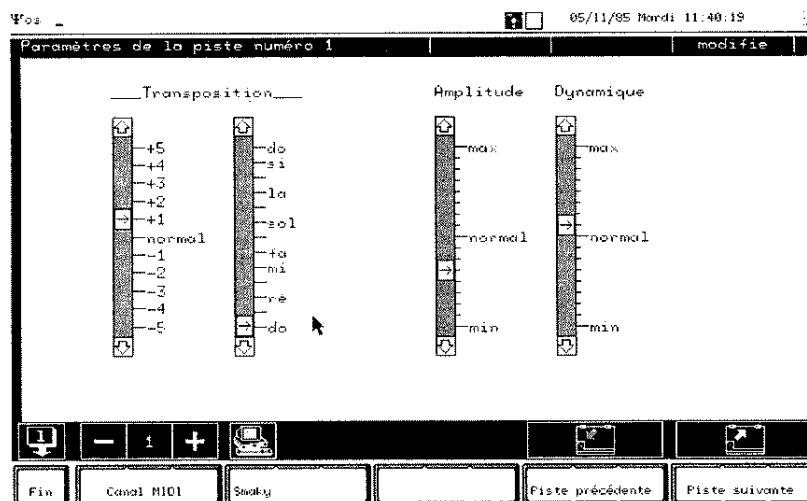 Ψos _ 05/11/85 Mardi 11:40:19
Paramètres de la piste numéro 1 modifie
Transposition Amplitude Dynamique
+5
+4
+3
+2
+1
normal
-1
-2
-3
-4
-5
do
si
la
sol
fa
mi
ré
do
max
normal
min
max
normal
min
1 - 1 +
Fin Canal MIDI Smaky Piste précédente Piste suivante